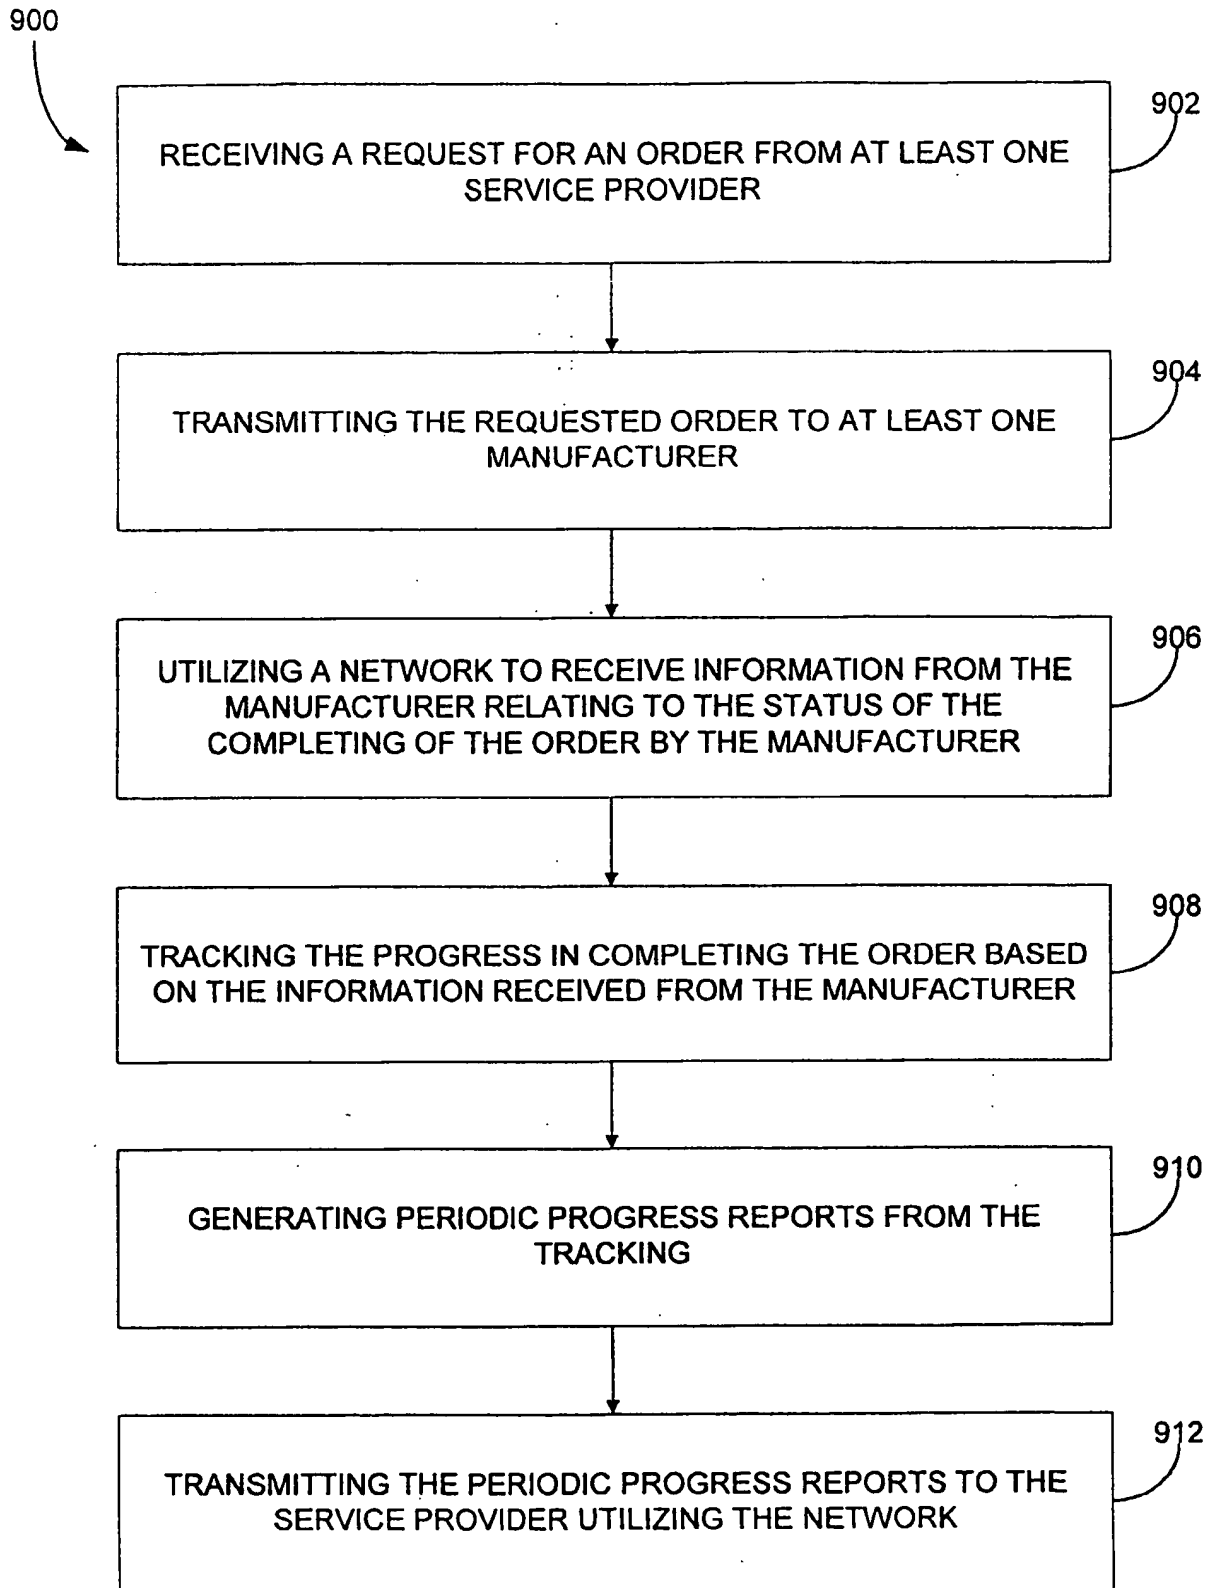 900
902
RECEIVING A REQUEST FOR AN ORDER FROM AT LEAST ONE
SERVICE PROVIDER
904
TRANSMITTING THE REQUESTED ORDER TO AT LEAST ONE
MANUFACTURER
906
UTILIZING A NETWORK TO RECEIVE INFORMATION FROM THE
MANUFACTURER RELATING TO THE STATUS OF THE
COMPLETING OF THE ORDER BY THE MANUFACTURER
908
TRACKING THE PROGRESS IN COMPLETING THE ORDER BASED
ON THE INFORMATION RECEIVED FROM THE MANUFACTURER
910
GENERATING PERIODIC PROGRESS REPORTS FROM THE
TRACKING
912
TRANSMITTING THE PERIODIC PROGRESS REPORTS TO THE
SERVICE PROVIDER UTILIZING THE NETWORK